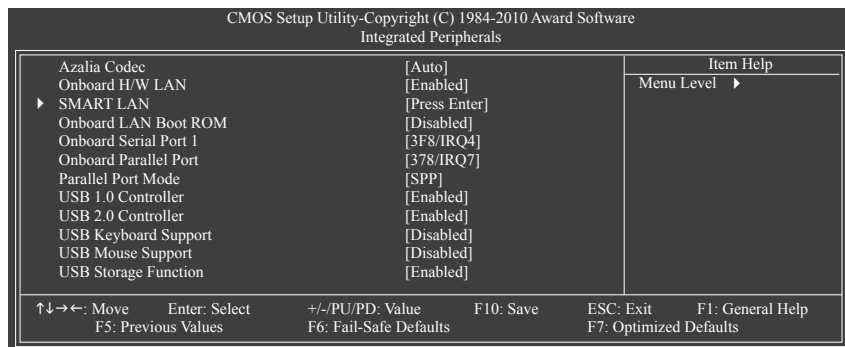 CMOS Setup Utility-Copyright (C) 1984-2010 Award Software
Integrated Peripherals
Azalia Codec [Auto] Item Help
Onboard H/W LAN [Enabled] Menu Level ▶
▶ SMART LAN [Press Enter]
Onboard LAN Boot ROM [Disabled]
Onboard Serial Port 1 [3F8/IRQ4]
Onboard Parallel Port [378/IRQ7]
Parallel Port Mode [SPP]
USB 1.0 Controller [Enabled]
USB 2.0 Controller [Enabled]
USB Keyboard Support [Disabled]
USB Mouse Support [Disabled]
USB Storage Function [Enabled]
↑↓→←: Move Enter: Select +/-/PU/PD: Value F10: Save ESC: Exit F1: General Help
F5: Previous Values F6: Fail-Safe Defaults F7: Optimized Defaults